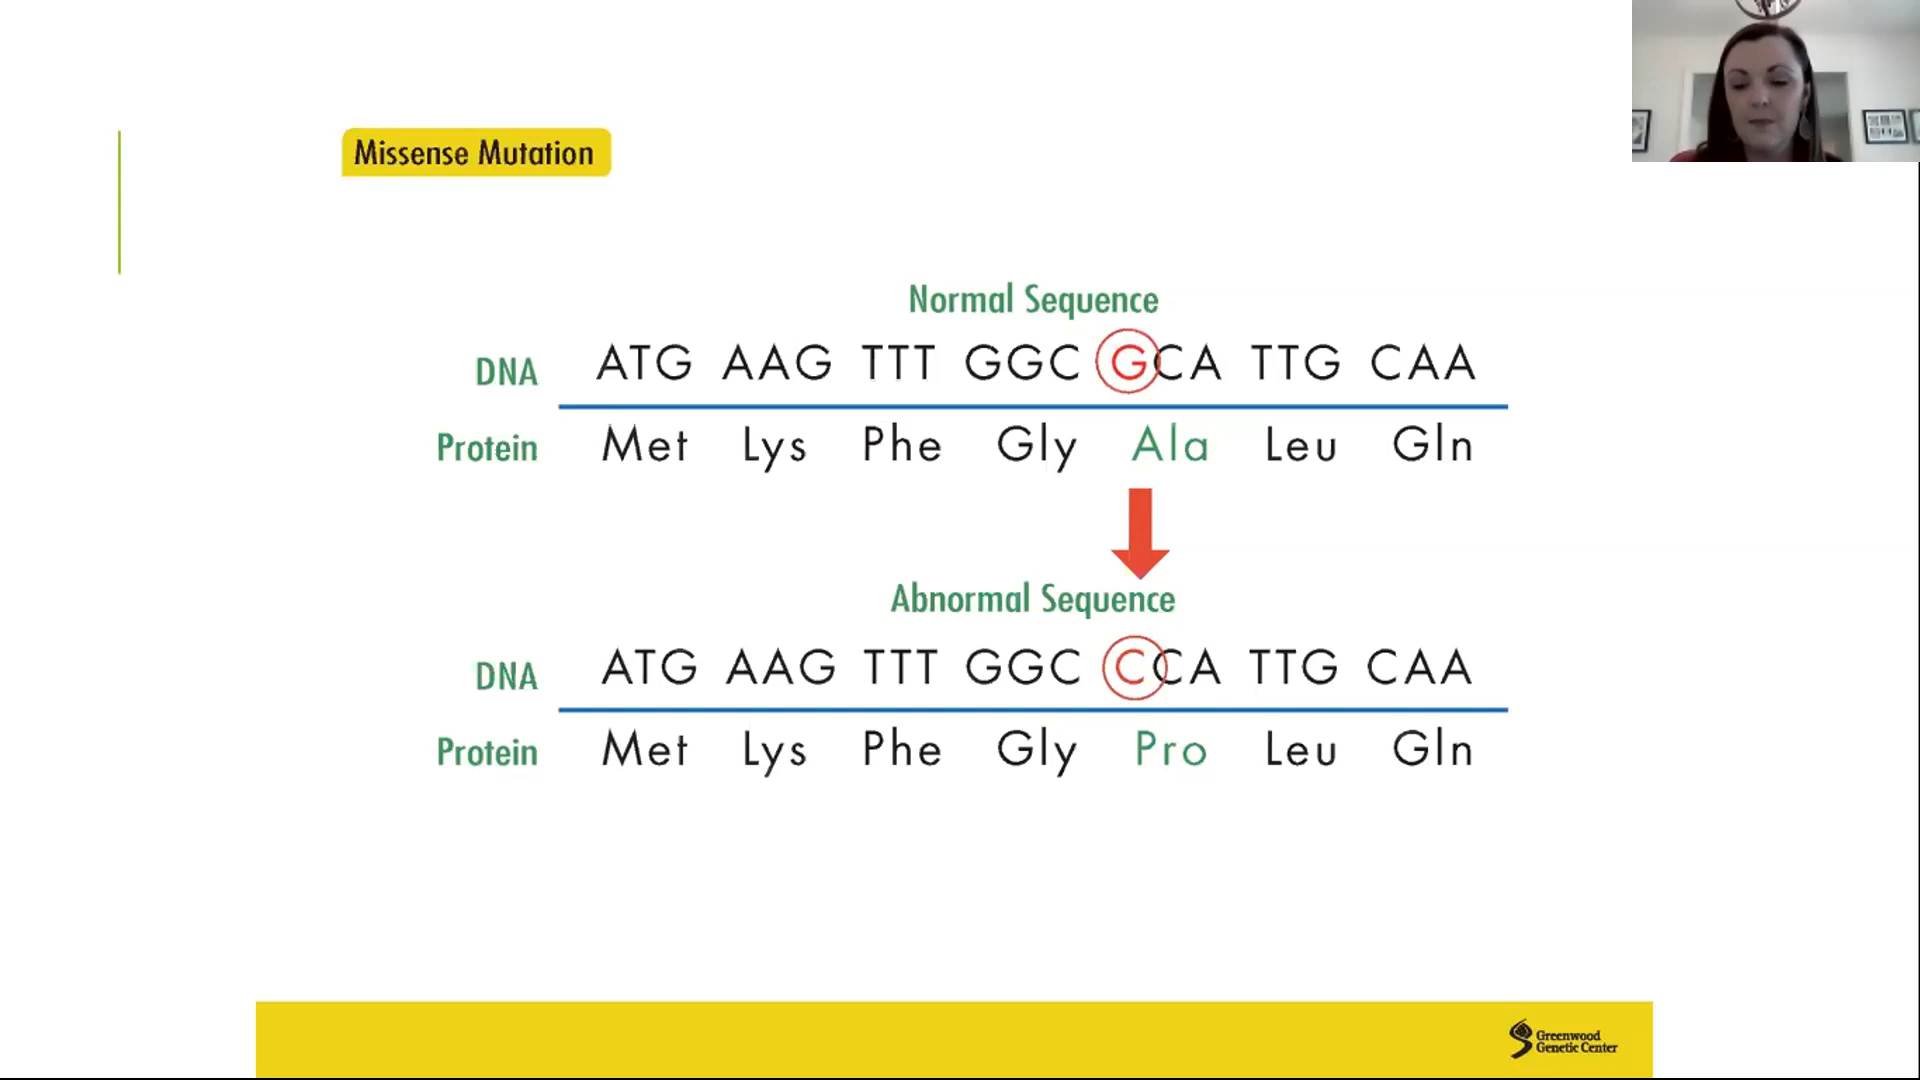 Missense Mutation
Normal Sequence
DNA ATG AAG TTT GGC GCA TTG CAA
Protein Met Lys Phe Gly Ala Leu Gln
Abnormal Sequence
DNA ATG AAG TTT GGC CCA TTG CAA
Protein Met Lys Phe Gly Pro Leu Gln
Greenwood
Genetic Center